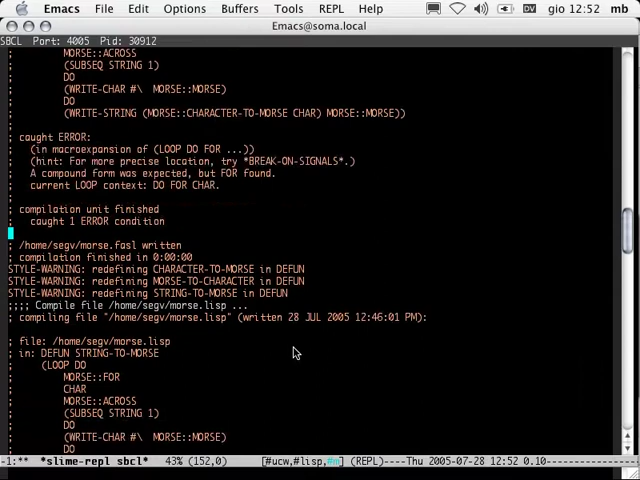 Emacs File Edit Options Buffers Tools REPL Help DV gio 12:52 mb
Emacs@soma.local
SBCL Port: 4005 Pid: 30912
; MORSE::ACROSS
; (SUBSEQ STRING 1)
; DO
; (WRITE-CHAR #\ MORSE::MORSE)
; DO
; (WRITE-STRING (MORSE::CHARACTER-TO-MORSE CHAR) MORSE::MORSE))
;
; caught ERROR:
; (in macroexpansion of (LOOP DO FOR ...))
; (hint: For more precise location, try *BREAK-ON-SIGNALS*.)
; A compound form was expected, but FOR found.
; current LOOP context: DO FOR CHAR.
;
; compilation unit finished
; caught 1 ERROR condition
; /home/segv/morse.fasl written
; compilation finished in 0:00:00
STYLE-WARNING: redefining CHARACTER-TO-MORSE in DEFUN
STYLE-WARNING: redefining MORSE-TO-CHARACTER in DEFUN
STYLE-WARNING: redefining STRING-TO-MORSE in DEFUN
;;;; Compile file /home/segv/morse.lisp ...
; compiling file "/home/segv/morse.lisp" (written 28 JUL 2005 12:46:01 PM):
; file: /home/segv/morse.lisp
; in: DEFUN STRING-TO-MORSE
; (LOOP DO
; MORSE::FOR
; CHAR
; MORSE::ACROSS
; (SUBSEQ STRING 1)
; DO
; (WRITE-CHAR #\ MORSE::MORSE)
; DO
-1:** *slime-repl sbcl* 43% (152,0) [#ucw,#lisp,#m] (REPL)----Thu 2005-07-28 12:52 0.10----